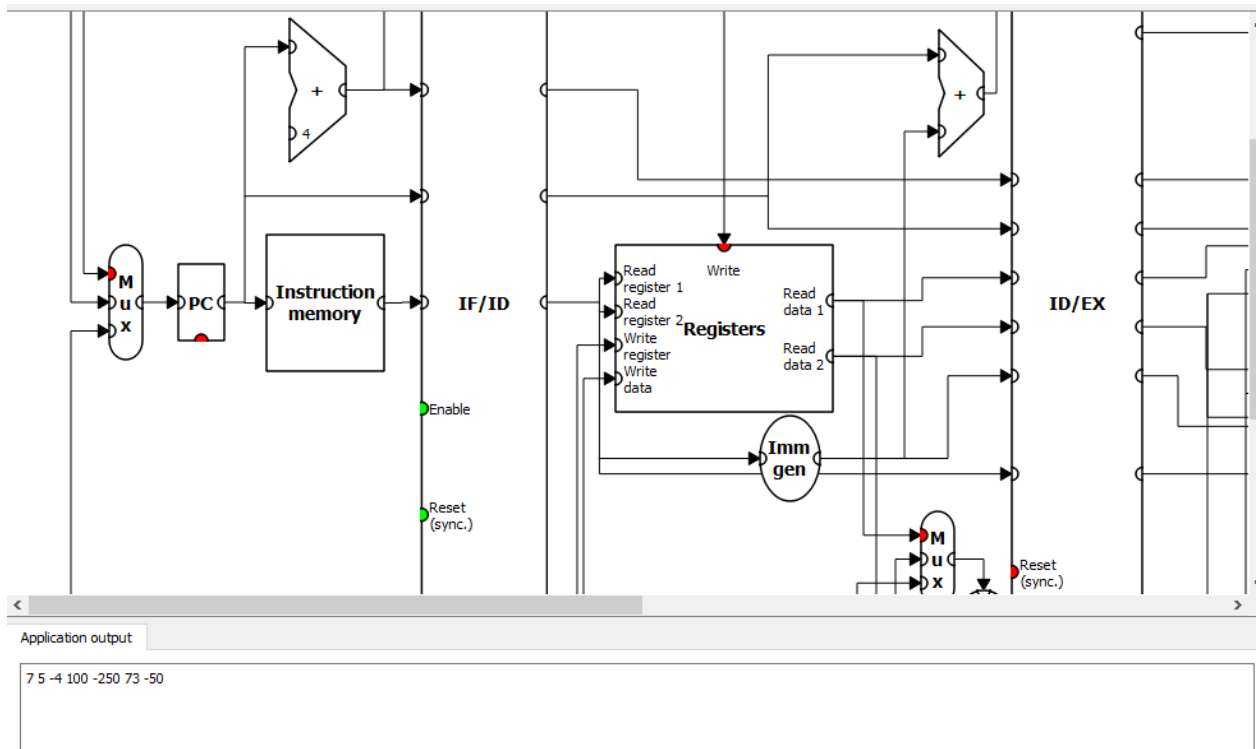 +
4
M
u
x
PC
Instruction
memory
IF/ID
Enable
Reset
(sync.)
Read
register 1
Read
register 2
Write
register
Write
data
Write
Registers
Read
data 1
Read
data 2
Imm
gen
+
ID/EX
M
u
x
Reset
(sync.)
Application output
7 5 -4 100 -250 73 -50